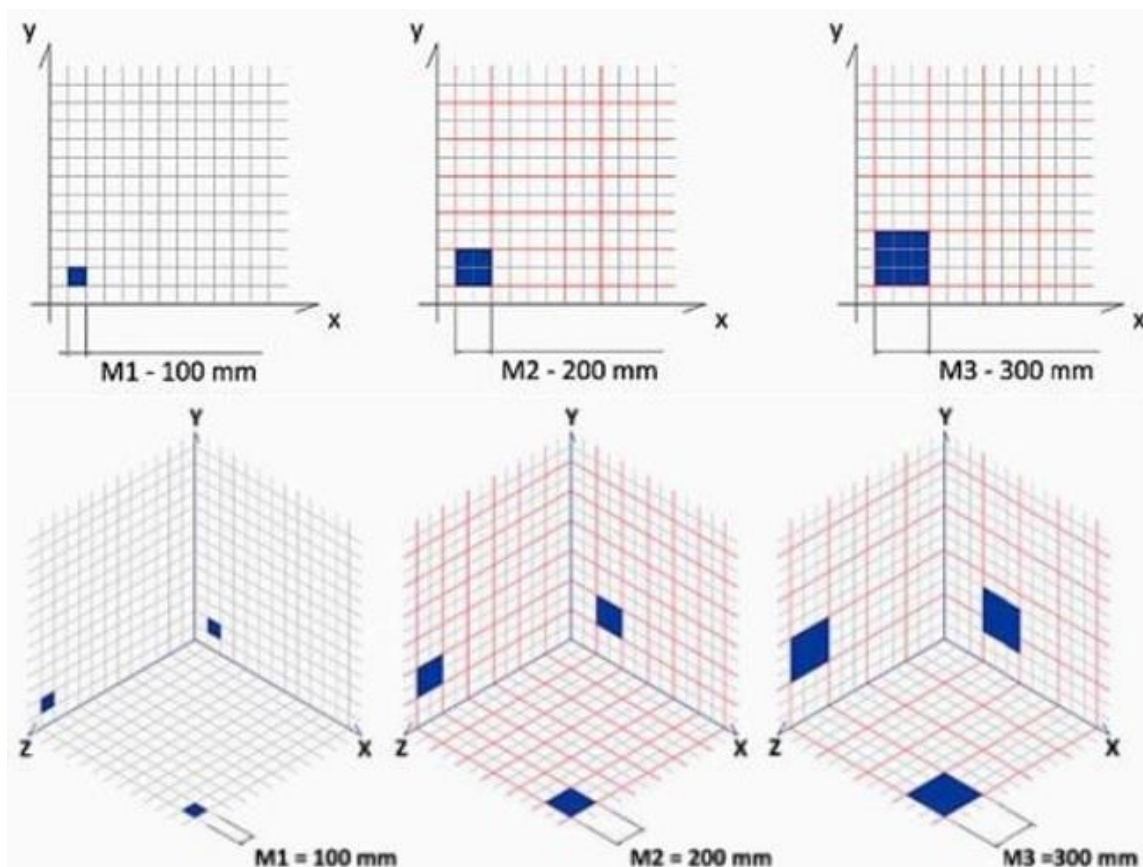 y
y
y
x
x
x
M1 - 100 mm
M2 - 200 mm
M3 - 300 mm
Y
Y
Y
Z
X
Z
X
Z
X
M1 = 100 mm
M2 = 200 mm
M3 =300 mm